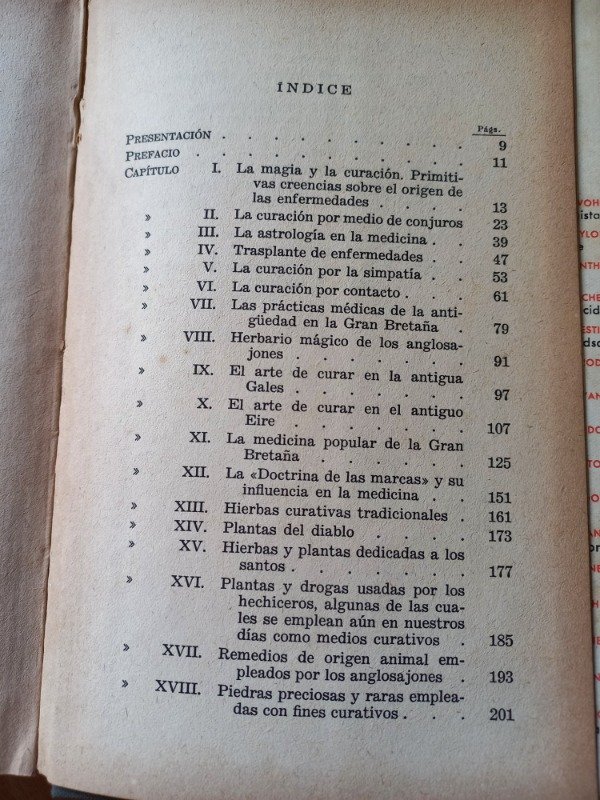 ÍNDICE
Págs.
PRESENTACIÓN . . . . . . . . . . 9
PREFACIO . . . . . . . . . . 11
CAPÍTULO I. La magia y la curación. Primiti-
vas creencias sobre el origen de
las enfermedades . . . . 13
» II. La curación por medio de conjuros 23
» III. La astrología en la medicina . . 39
» IV. Trasplante de enfermedades . . 47
» V. La curación por la simpatía . . 53
» VI. La curación por contacto . . . 61
» VII. Las prácticas médicas de la anti-
güedad en la Gran Bretaña . 79
» VIII. Herbario mágico de los anglosa-
jones . . . . . . 91
» IX. El arte de curar en la antigua
Gales . . . . . . 97
» X. El arte de curar en el antiguo
Eire . . . . . . 107
» XI. La medicina popular de la Gran
Bretaña . . . . . 125
» XII. La «Doctrina de las marcas» y su
influencia en la medicina . . 151
» XIII. Hierbas curativas tradicionales . 161
» XIV. Plantas del diablo . . . . 173
» XV. Hierbas y plantas dedicadas a los
santos . . . . . . 177
» XVI. Plantas y drogas usadas por los
hechiceros, algunas de las cua-
les se emplean aún en nuestros
días como medios curativos . 185
» XVII. Remedios de origen animal em-
pleados por los anglosajones . 193
» XVIII. Piedras preciosas y raras emplea-
das con fines curativos . . . 201